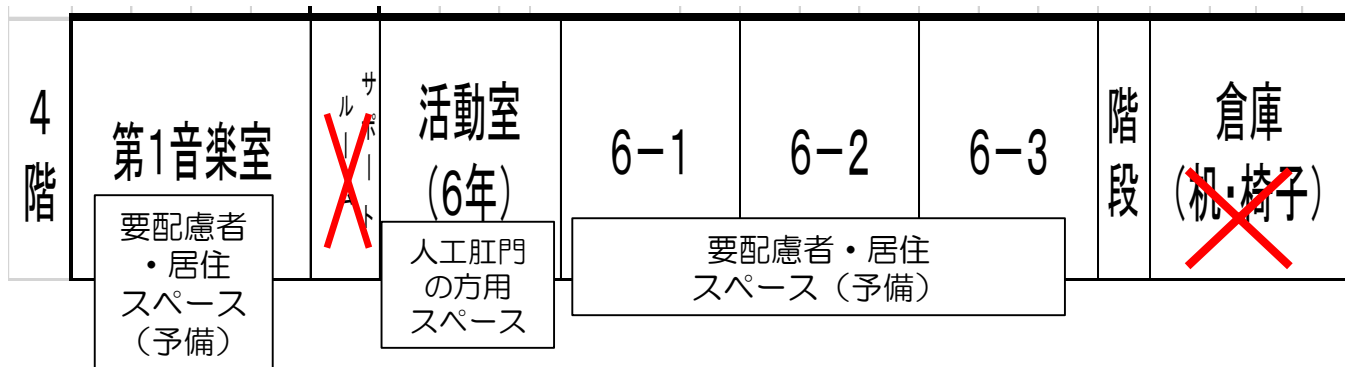 4階
第1音楽室
要配慮者
・居住
スペース
(予備)
サポート
ルーム
活動室
(6年)
人工肛門
の方用
スペース
6-1
6-2
6-3
要配慮者・居住
スペース(予備)
階段
倉庫
(机・椅子)